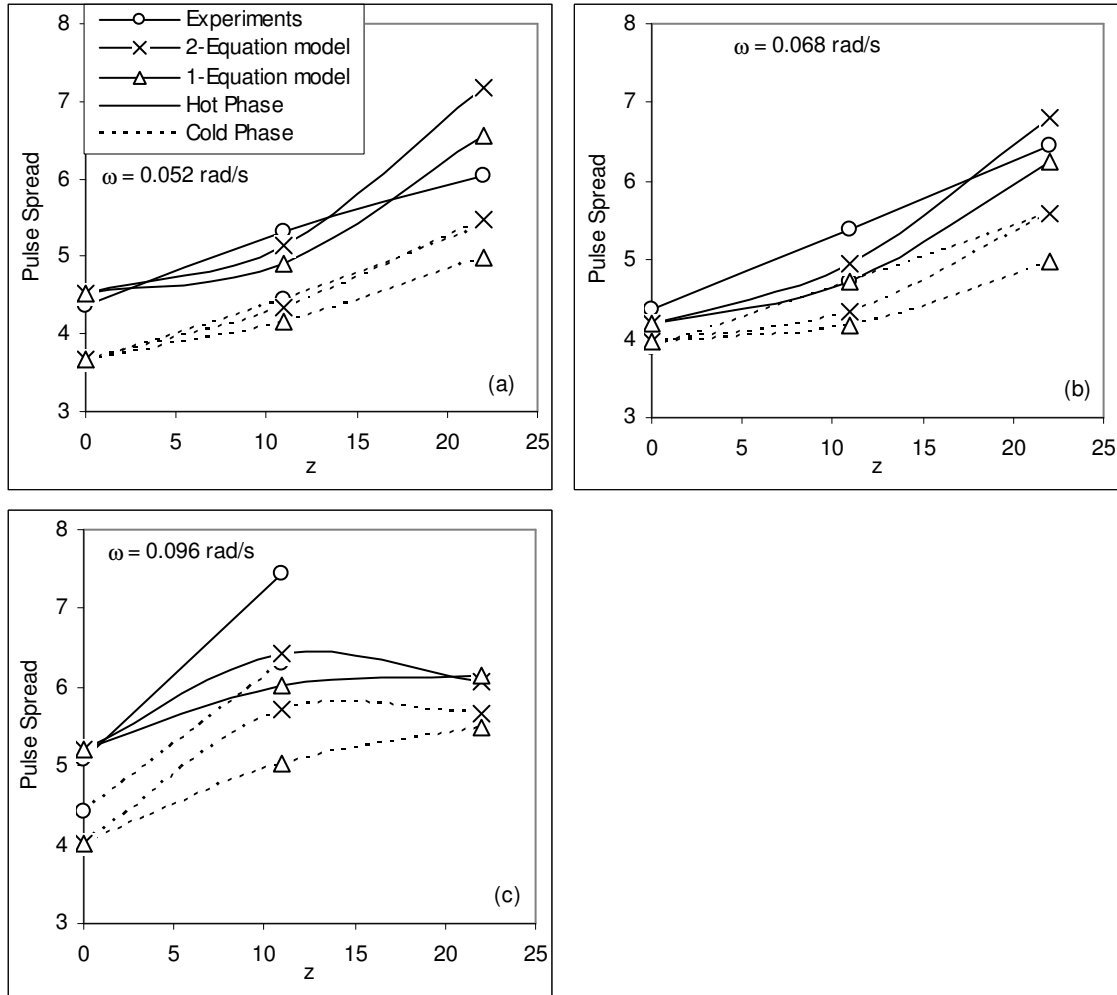 Experiments
2-Equation model
1-Equation model
Hot Phase
Cold Phase
ω = 0.052 rad/s
8
7
6
5
4
3
Pulse Spread
0 5 10 15 20 25
z
(a)
ω = 0.068 rad/s
8
7
6
5
4
3
Pulse Spread
0 5 10 15 20 25
z
(b)
ω = 0.096 rad/s
8
7
6
5
4
3
Pulse Spread
0 5 10 15 20 25
z
(c)